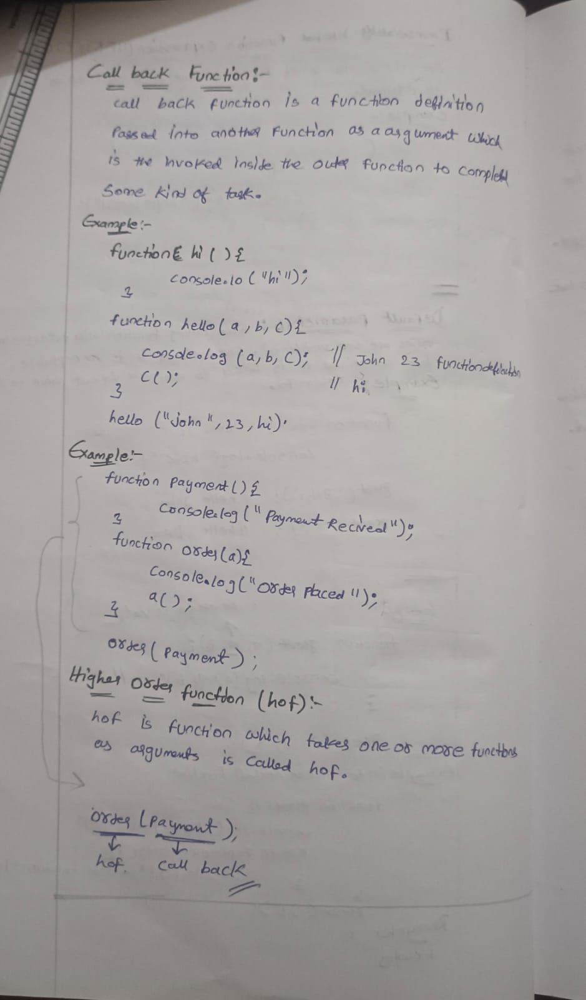 Call back Function:-
call back function is a function definition
Passed into another Function as a argument which
is the nvoked inside the outer function to complete
Some kind of task.
Example:-
function hi ( ) {
console.lo ("hi");
}
function hello ( a , b, c) {
console.log (a, b, c); // John 23 functiondefinction
c(); // hi
}
hello ("john", 23, hi).
Example:-
function payment () {
console.log (" Payment Recived");
}
function order (a) {
console.log ("order placed");
a();
}
order ( payment ) ;
Higher order function (hof) :-
hof is function which takes one or more functions
as arguments is called hof.
order (payment);
hof. call back